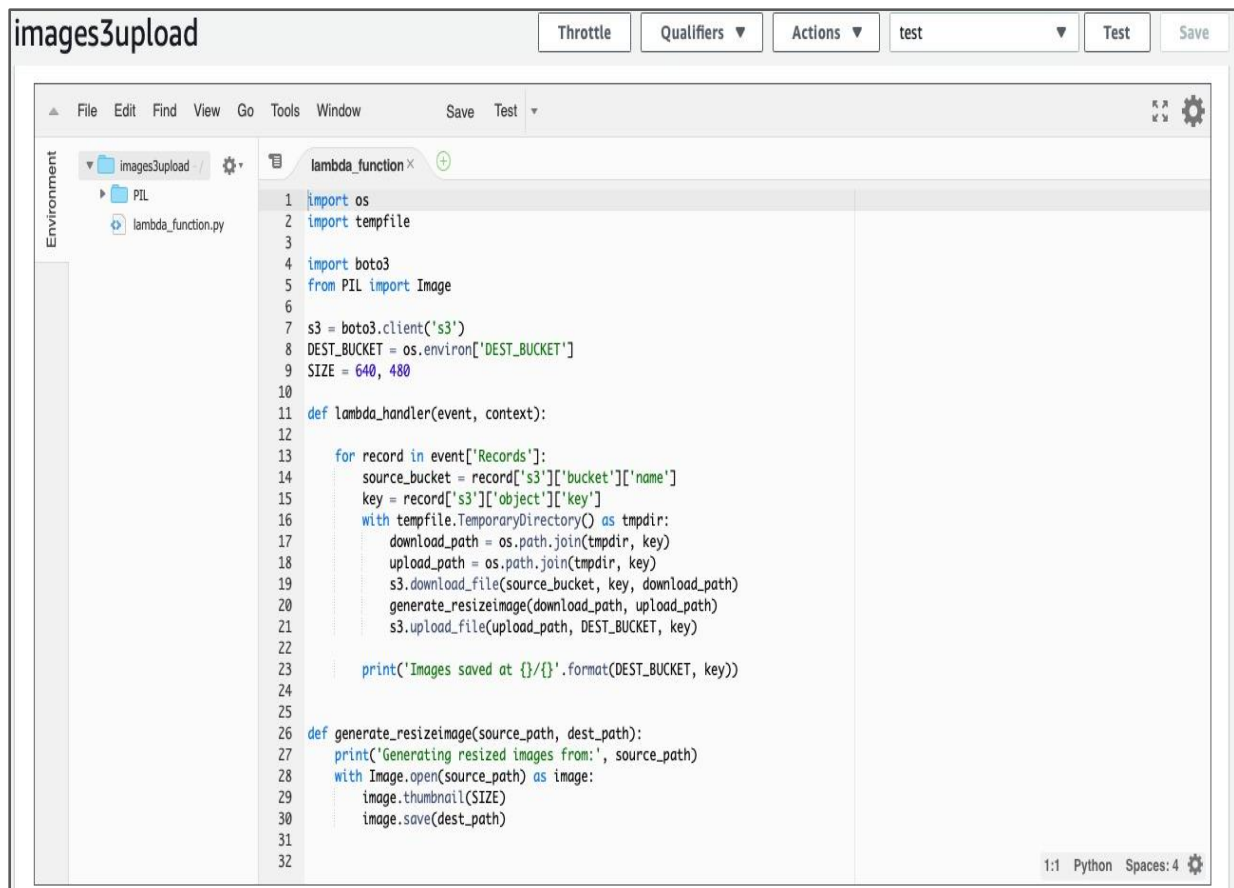 images3upload
Throttle Qualifiers ▼ Actions ▼ test ▼ Test Save
File Edit Find View Go Tools Window Save Test
Environment
images3upload - /
PIL
lambda_function.py
lambda_function ×
1 import os
2 import tempfile
3
4 import boto3
5 from PIL import Image
6
7 s3 = boto3.client('s3')
8 DEST_BUCKET = os.environ['DEST_BUCKET']
9 SIZE = 640, 480
10
11 def lambda_handler(event, context):
12
13     for record in event['Records']:
14         source_bucket = record['s3']['bucket']['name']
15         key = record['s3']['object']['key']
16         with tempfile.TemporaryDirectory() as tmpdir:
17             download_path = os.path.join(tmpdir, key)
18             upload_path = os.path.join(tmpdir, key)
19             s3.download_file(source_bucket, key, download_path)
20             generate_resizeimage(download_path, upload_path)
21             s3.upload_file(upload_path, DEST_BUCKET, key)
22
23         print('Images saved at {}/{}'.format(DEST_BUCKET, key))
24
25
26 def generate_resizeimage(source_path, dest_path):
27     print('Generating resized images from:', source_path)
28     with Image.open(source_path) as image:
29         image.thumbnail(SIZE)
30         image.save(dest_path)
31
32
1:1 Python Spaces: 4